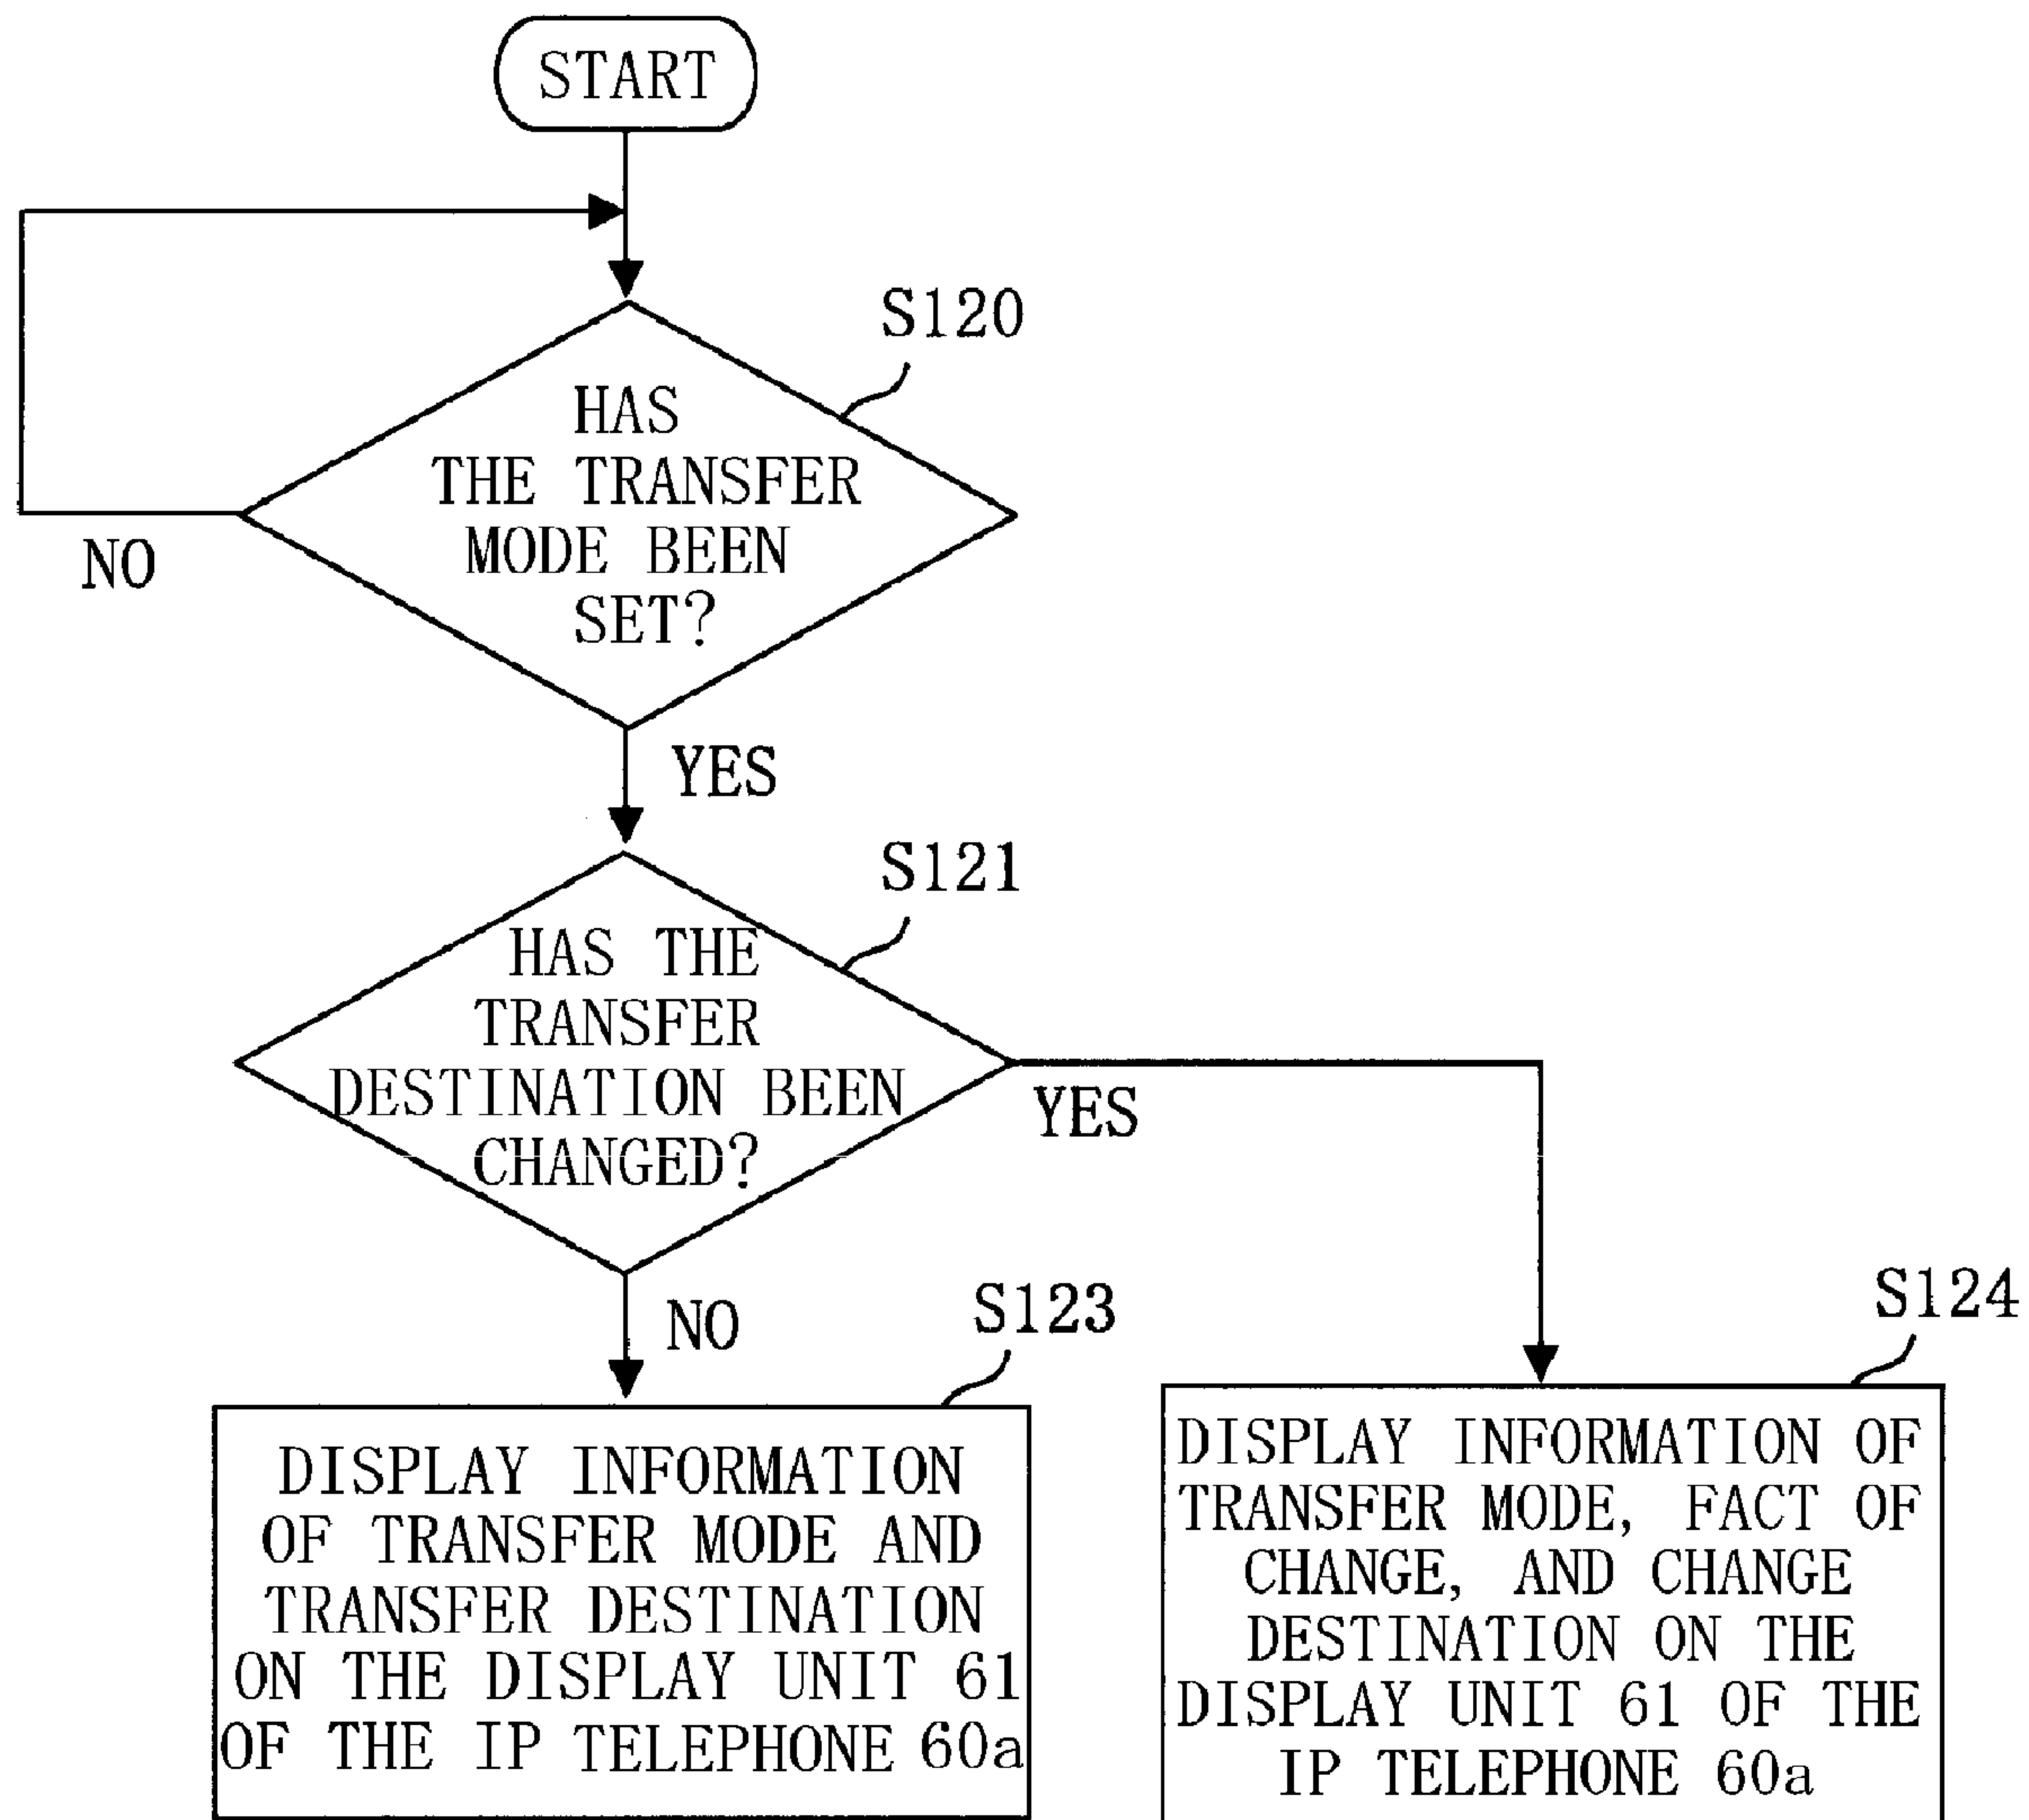 START
S120
HAS
THE TRANSFER
MODE BEEN
SET?
NO
YES
S121
HAS THE
TRANSFER
DESTINATION BEEN
CHANGED?
YES
NO
S123
DISPLAY INFORMATION
OF TRANSFER MODE AND
TRANSFER DESTINATION
ON THE DISPLAY UNIT 61
OF THE IP TELEPHONE 60a
S124
DISPLAY INFORMATION OF
TRANSFER MODE, FACT OF
CHANGE, AND CHANGE
DESTINATION ON THE
DISPLAY UNIT 61 OF THE
IP TELEPHONE 60a